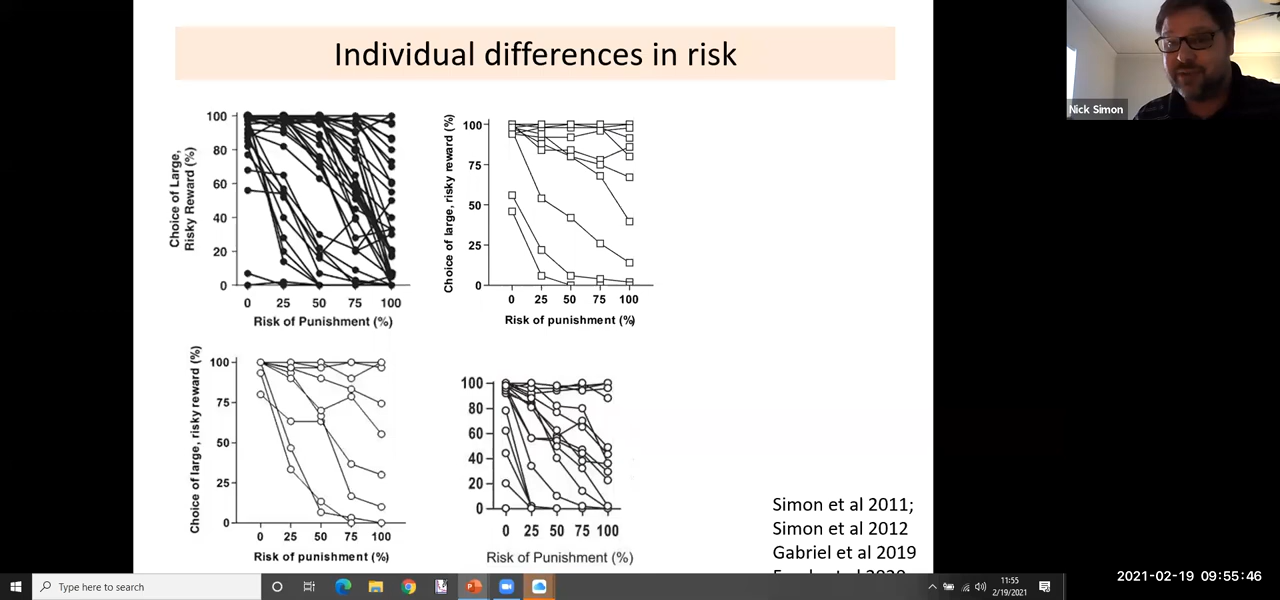 Individual differences in risk
Nick Simon
Choice of Large,
Risky Reward (%)
100
80
60
40
20
0
0 25 50 75 100
Risk of Punishment (%)
Choice of large, risky reward (%)
100
75
50
25
0
0 25 50 75 100
Risk of punishment (%)
Choice of large, risky reward (%)
100
75
50
25
0
0 25 50 75 100
Risk of punishment (%)
100
80
60
40
20
0
0 25 50 75 100
Risk of Punishment (%)
Simon et al 2011;
Simon et al 2012
Gabriel et al 2019
Type here to search
11:55
2/19/2021
2021-02-19 09:55:46